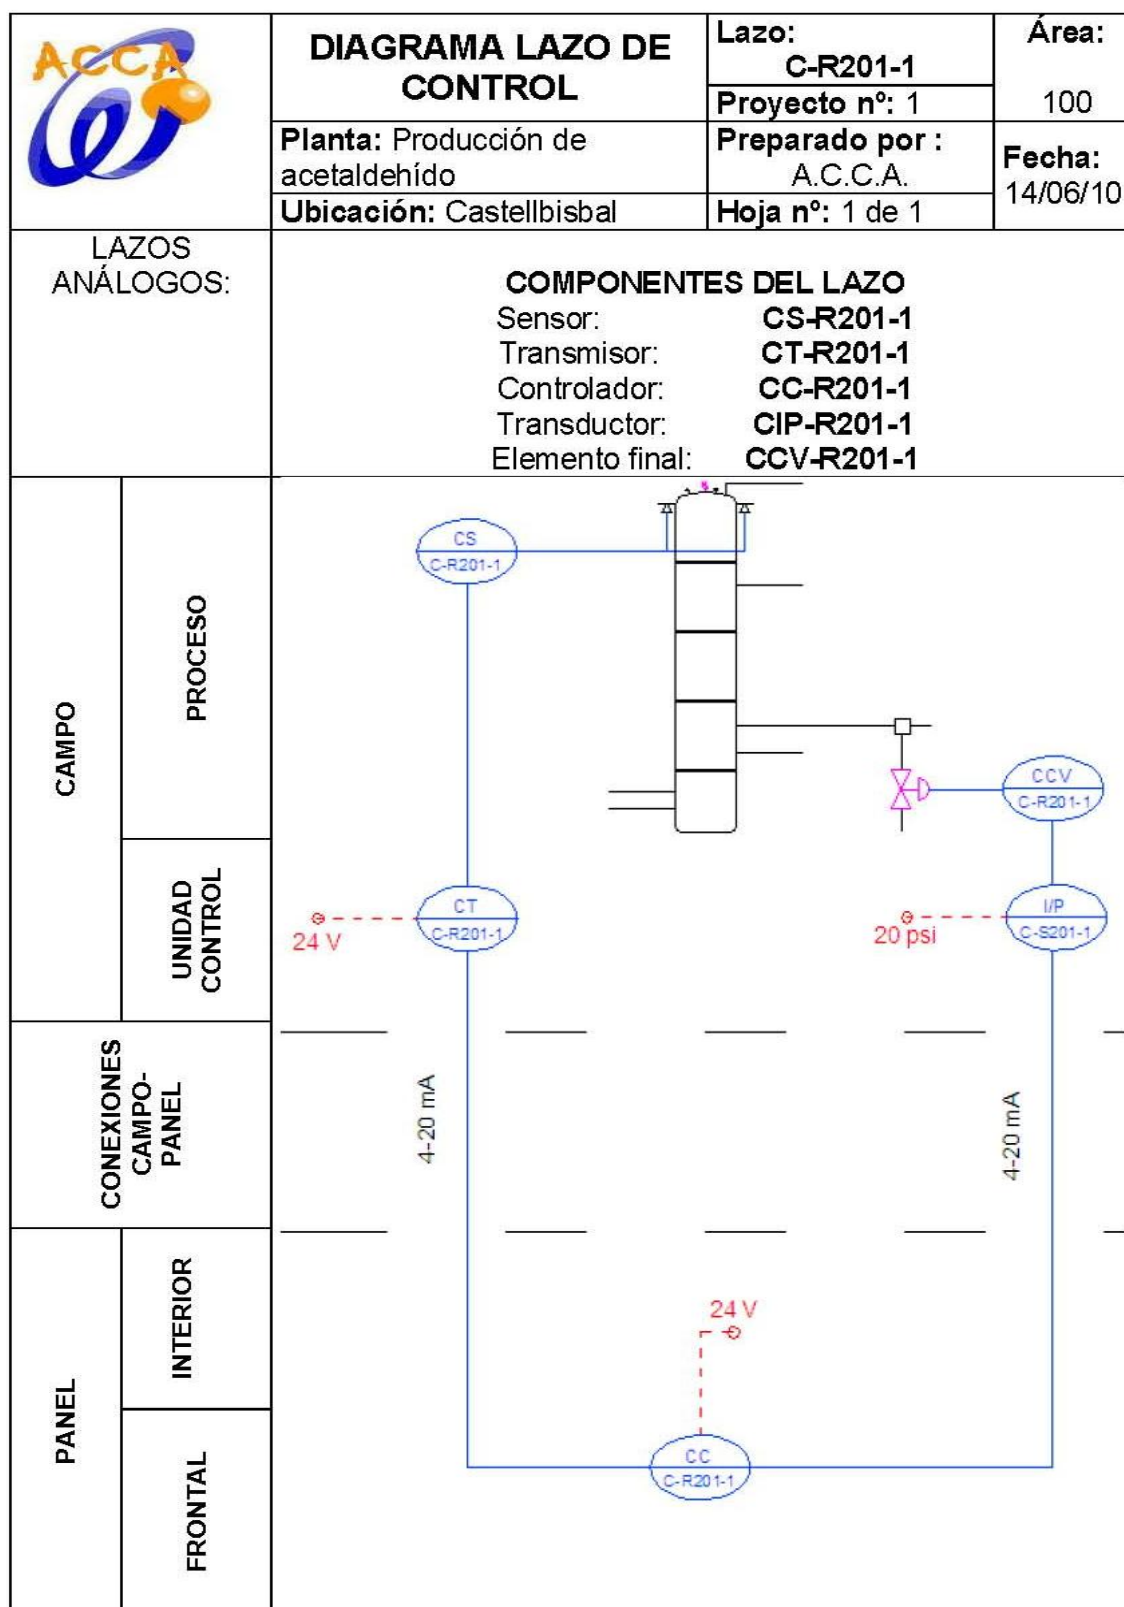 ACCA
DIAGRAMA LAZO DE
CONTROL
Lazo:
C-R201-1
Proyecto nº: 1
Área:
100
Planta: Producción de
acetaldehído
Preparado por :
A.C.C.A.
Fecha:
14/06/10
Ubicación: Castellbisbal
Hoja nº: 1 de 1
LAZOS
ANÁLOGOS:
COMPONENTES DEL LAZO
Sensor: CS-R201-1
Transmisor: CT-R201-1
Controlador: CC-R201-1
Transductor: CIP-R201-1
Elemento final: CCV-R201-1
CAMPO
PROCESO
CS
C-R201-1
CCV
C-R201-1
UNIDAD
CONTROL
24 V
CT
C-R201-1
20 psi
I/P
C-S201-1
CONEXIONES
CAMPO-
PANEL
4-20 mA
4-20 mA
PANEL
INTERIOR
24 V
FRONTAL
CC
C-R201-1